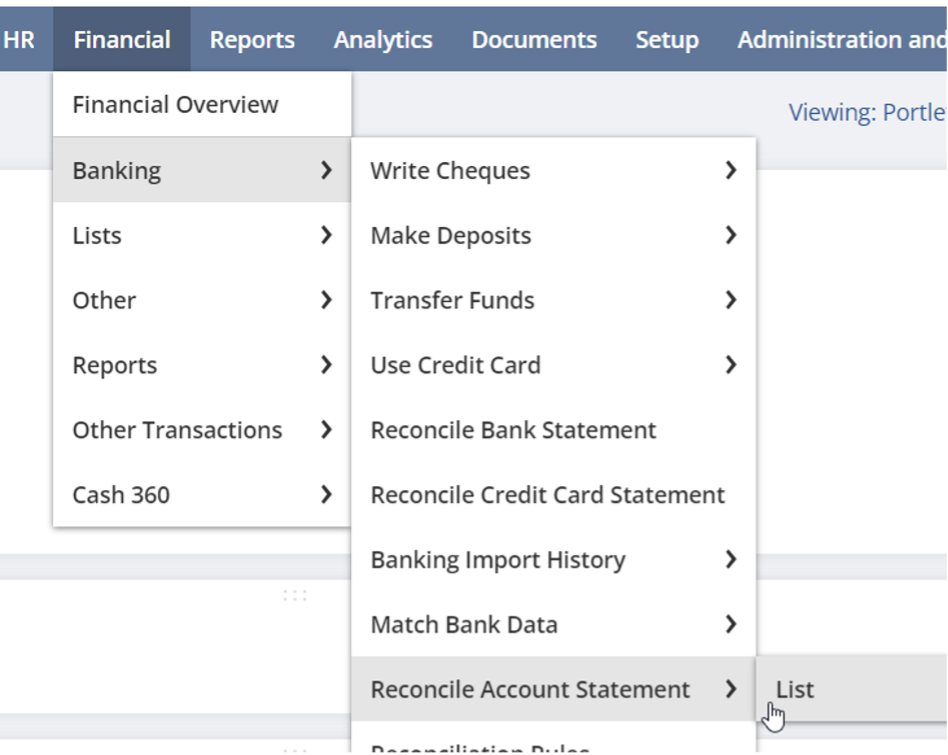 HR Financial Reports Analytics Documents Setup Administration and
Financial Overview
Viewing: Portle
Banking
Lists
Other
Reports
Other Transactions
Cash 360
Write Cheques
Make Deposits
Transfer Funds
Use Credit Card
Reconcile Bank Statement
Reconcile Credit Card Statement
Banking Import History
Match Bank Data
Reconcile Account Statement
List
Reconciliation Rules